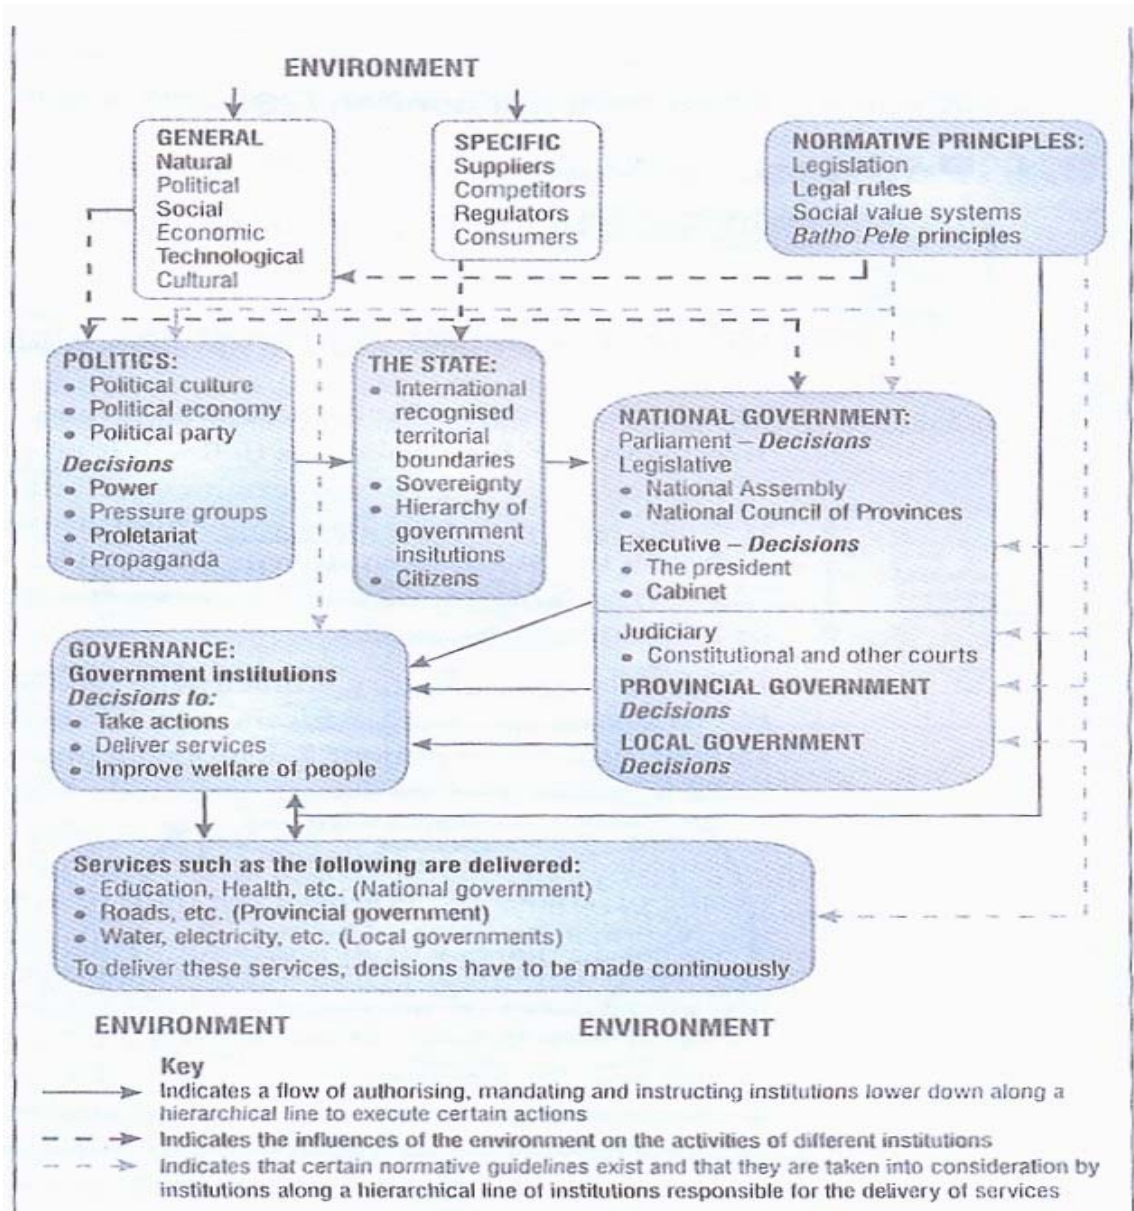 ENVIRONMENT
GENERAL
Natural
Political
Social
Economic
Technological
Cultural
SPECIFIC
Suppliers
Competitors
Regulators
Consumers
NORMATIVE PRINCIPLES:
Legislation
Legal rules
Social value systems
Batho Pele principles
POLITICS:
• Political culture
• Political economy
• Political party
Decisions
• Power
• Pressure groups
• Proletariat
• Propaganda
THE STATE:
• International
recognised
territorial
boundaries
• Sovereignty
• Hierarchy of
government
insitutions
• Citizens
NATIONAL GOVERNMENT:
Parliament – Decisions
Legislative
• National Assembly
• National Council of Provinces
Executive – Decisions
• The president
• Cabinet
Judiciary
• Constitutional and other courts
PROVINCIAL GOVERNMENT
Decisions
LOCAL GOVERNMENT
Decisions
GOVERNANCE:
Government institutions
Decisions to:
• Take actions
• Deliver services
• Improve welfare of people
Services such as the following are delivered:
• Education, Health, etc. (National government)
• Roads, etc. (Provincial government)
• Water, electricity, etc. (Local governments)
To deliver these services, decisions have to be made continuously
ENVIRONMENT
ENVIRONMENT
Key
Indicates a flow of authorising, mandating and instructing institutions lower down along a
hierarchical line to execute certain actions
Indicates the influences of the environment on the activities of different institutions
Indicates that certain normative guidelines exist and that they are taken into consideration by
institutions along a hierarchical line of institutions responsible for the delivery of services